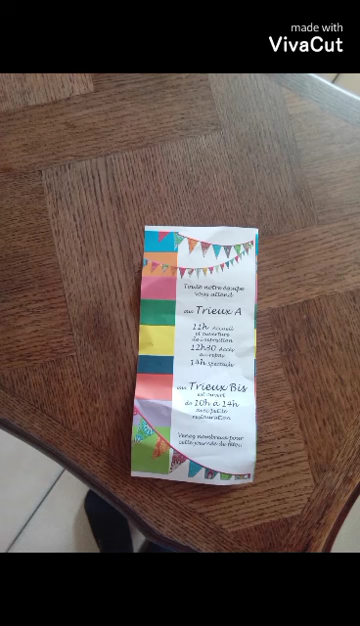 made with
VivaCut
Toute notre équipe
vous attend
au Trieux A
11h Accueil
et ouverture
de l'exposition
12h30 Accès
au repas
14h Spectacle
au Trieux Bis
est ouvert
de 10h à 14h
avec petite
restauration
Venez nombreux pour
cette journée de fête!